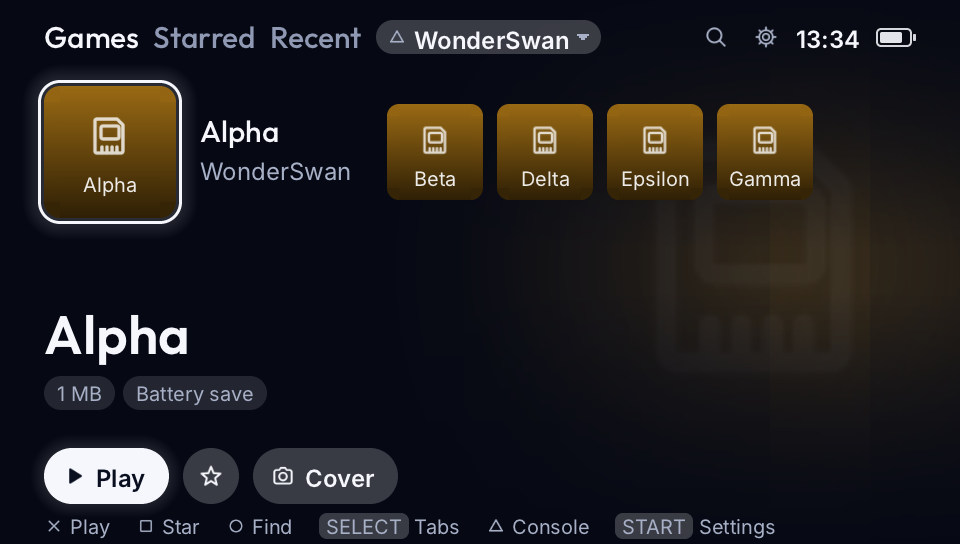 Games Starred Recent WonderSwan 13:34
Alpha
Alpha
WonderSwan
Beta
Delta
Epsilon
Gamma
Alpha
1 MB Battery save
Play Cover
Play Star Find SELECT Tabs Console START Settings